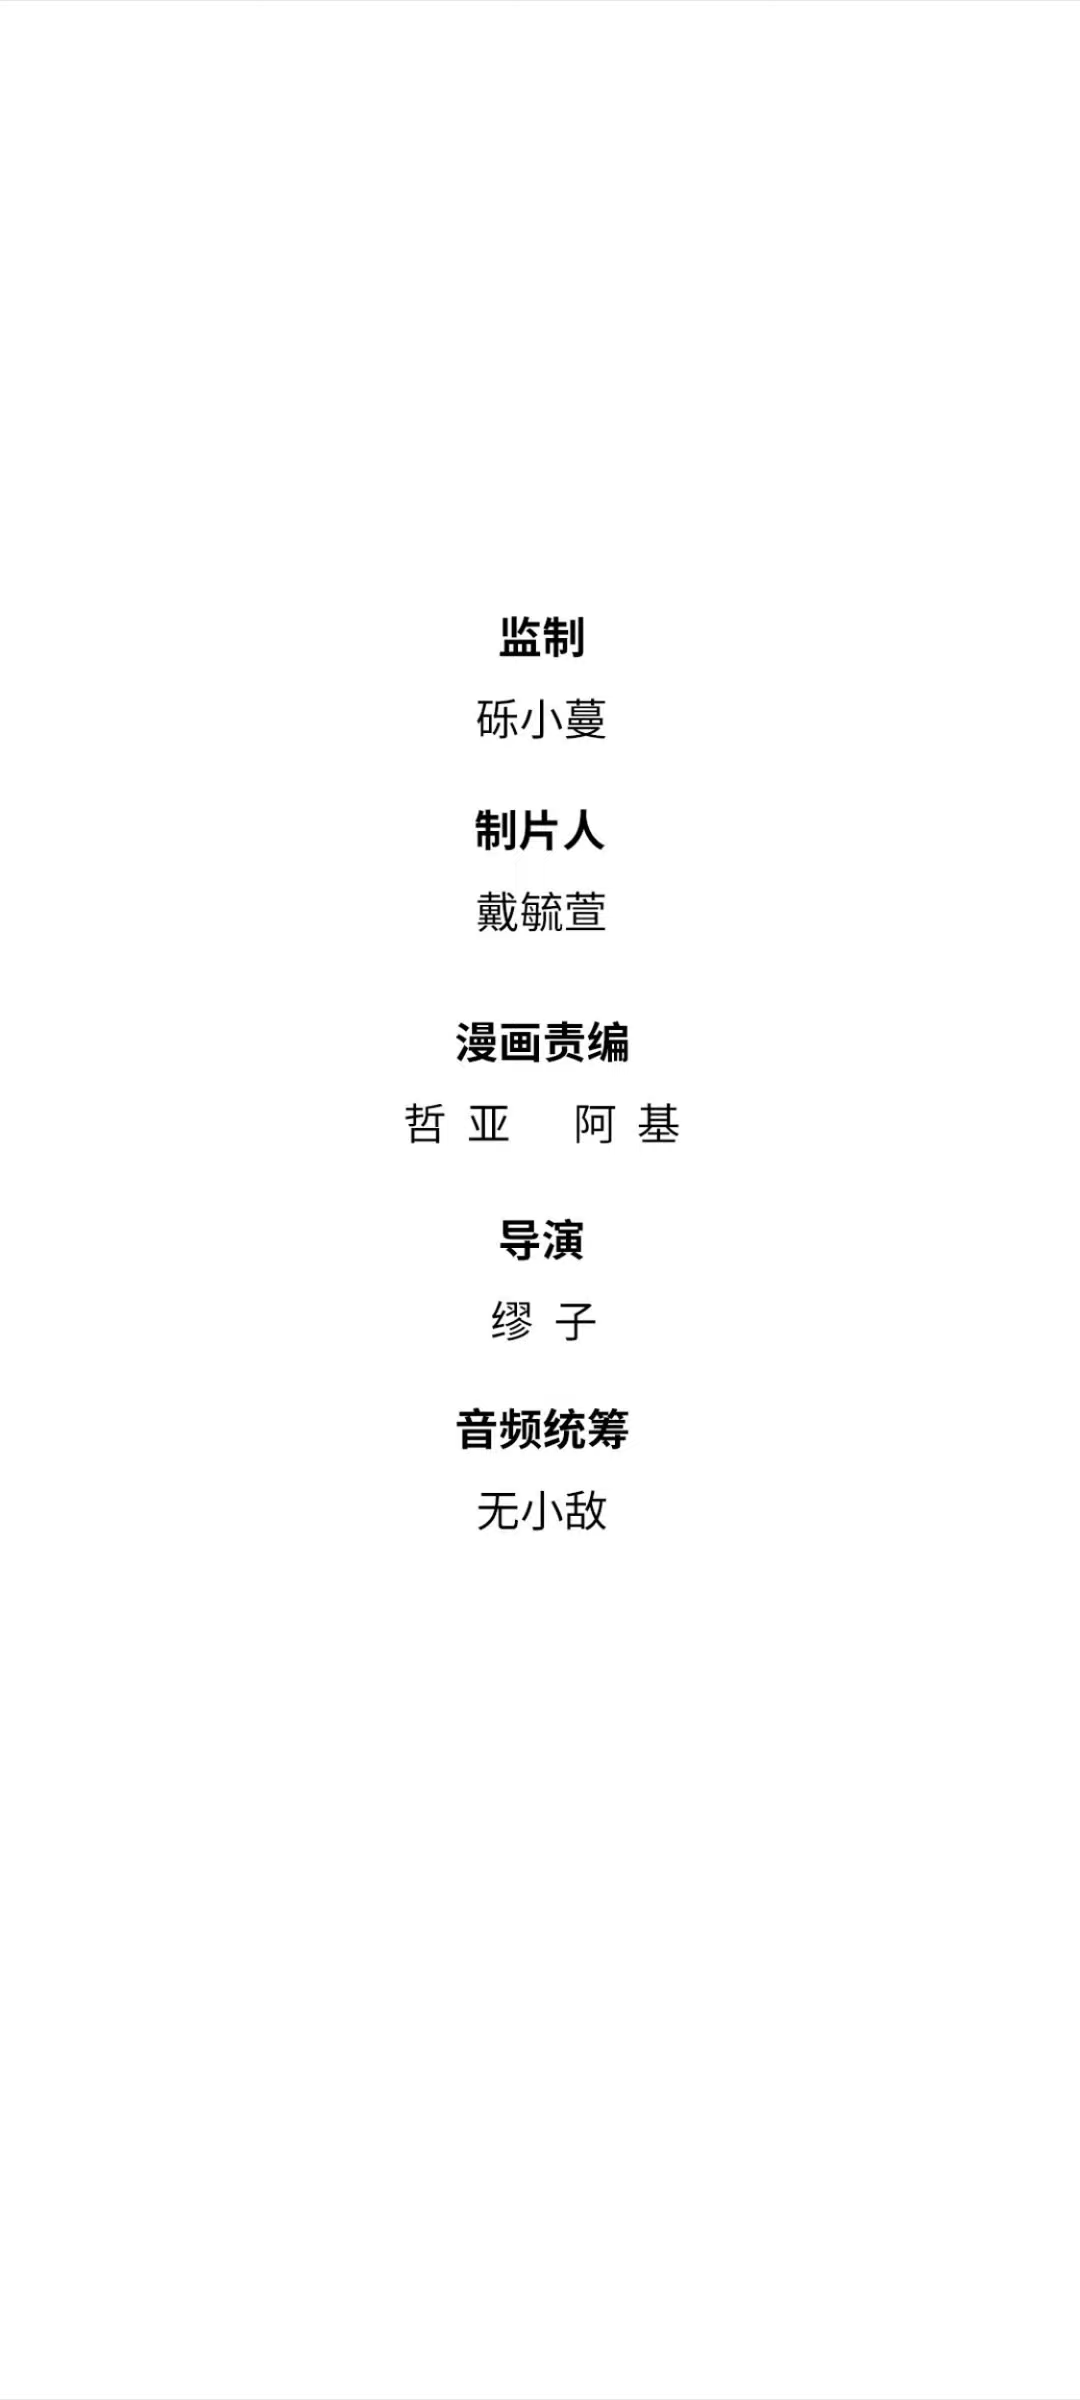 监制
砾小蔓
制片人
戴毓萱
漫画责编
哲 亚 阿 基
导演
缪 子
音频统筹
无小敌